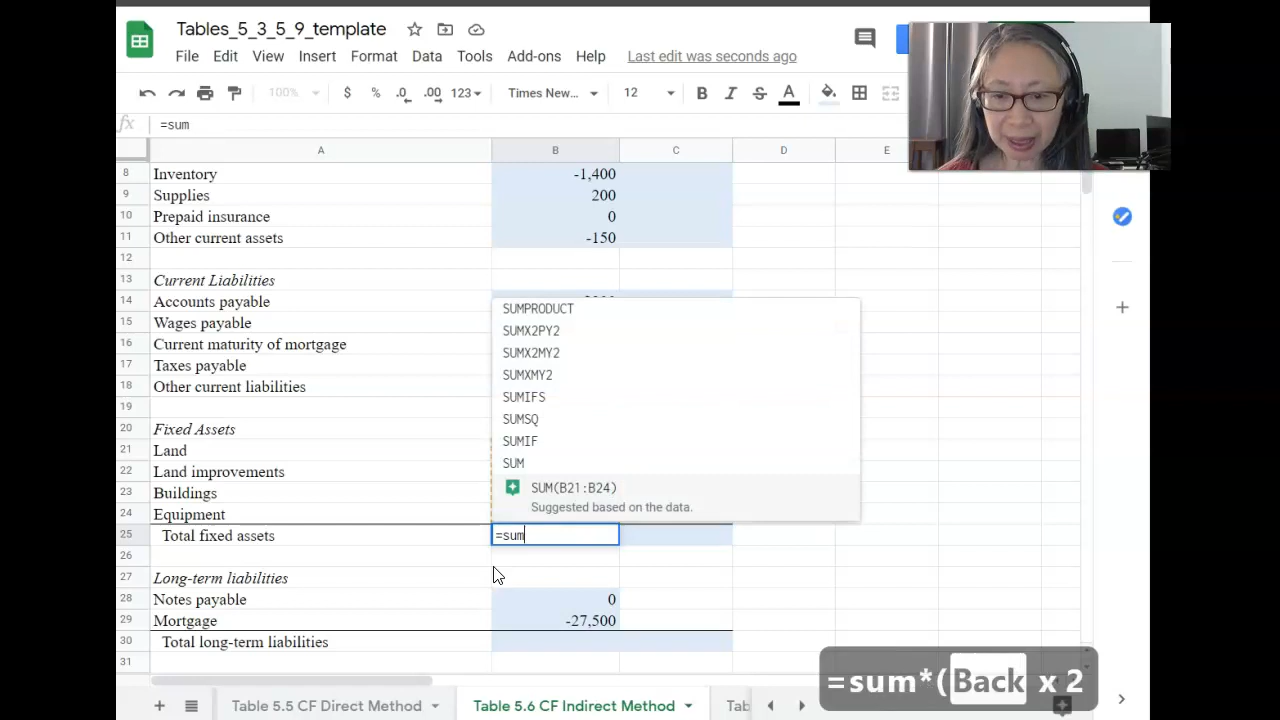 Tables_5_3_5_9_template
File Edit View Insert Format Data Tools Add-ons Help Last edit was seconds ago
100% $ % .0 .00 123 Times New... 12 B I S A
fx =sum
A B C D E
8 Inventory -1,400
9 Supplies 200
10 Prepaid insurance 0
11 Other current assets -150
12
13 Current Liabilities
14 Accounts payable
15 Wages payable
16 Current maturity of mortgage
17 Taxes payable
18 Other current liabilities
19
20 Fixed Assets
21 Land
22 Land improvements
23 Buildings
24 Equipment
SUMPRODUCT
SUMX2PY2
SUMX2MY2
SUMXMY2
SUMIFS
SUMSQ
SUMIF
SUM
SUM(B21:B24)
Suggested based on the data.
25 Total fixed assets =sum
26
27 Long-term liabilities
28 Notes payable 0
29 Mortgage -27,500
30 Total long-term liabilities
31
=sum*(Back x 2
Table 5.5 CF Direct Method Table 5.6 CF Indirect Method Tab